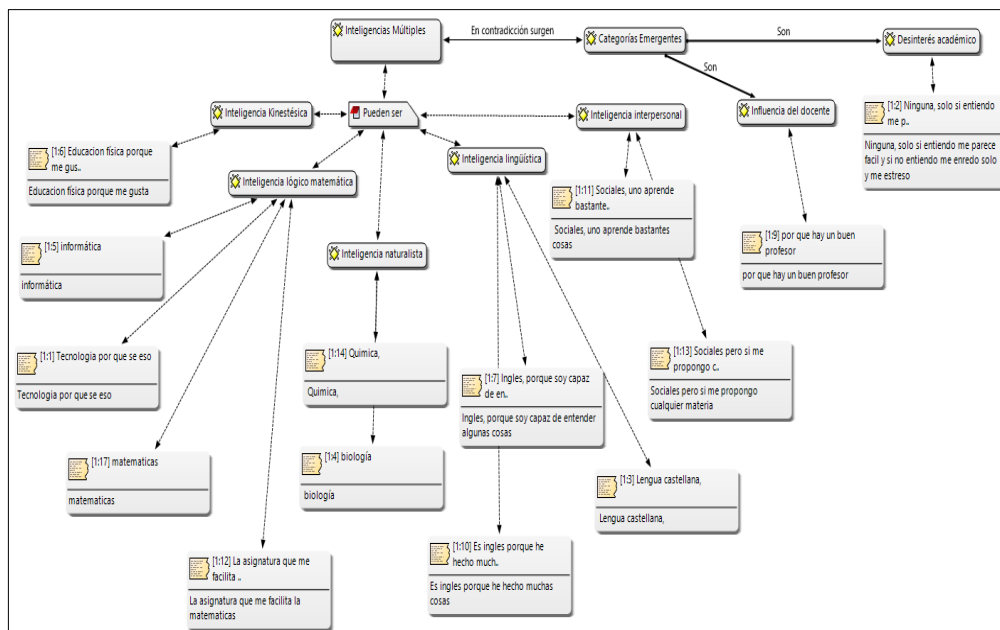 Inteligencias Múltiples
En contradicción surgen
Categorías Emergentes
Son
Desinterés académico
Son
Inteligencia Kinestésica
Pueden ser
Inteligencia interpersonal
Influencia del docente
[1:2] Ninguna, solo si entiendo
me p..
Ninguna, solo si entiendo me parece
facil y si no entiendo me enredo solo
y me estreso
[1:6] Educacion física porque
me gus..
Educacion física porque me gusta
Inteligencia lógico matemática
Inteligencia lingüística
[1:11] Sociales, uno aprende
bastante..
Sociales, uno aprende bastantes
cosas
[1:9] por que hay un buen
profesor
por que hay un buen profesor
[1:5] informática
informática
Inteligencia naturalista
[1:1] Tecnologia por que se eso
Tecnologia por que se eso
[1:14] Quimica,
Quimica,
[1:7] Ingles, porque soy capaz
de en..
Ingles, porque soy capaz de entender
algunas cosas
[1:13] Sociales pero si me
propongo c..
Sociales pero si me propongo
cualquier materia
[1:17] matematicas
matematicas
[1:4] biología
biología
[1:3] Lengua castellana,
Lengua castellana,
[1:12] La asignatura que me
facilita ..
La asignatura que me facilita la
matematicas
[1:10] Es ingles porque he
hecho much..
Es ingles porque he hecho muchas
cosas